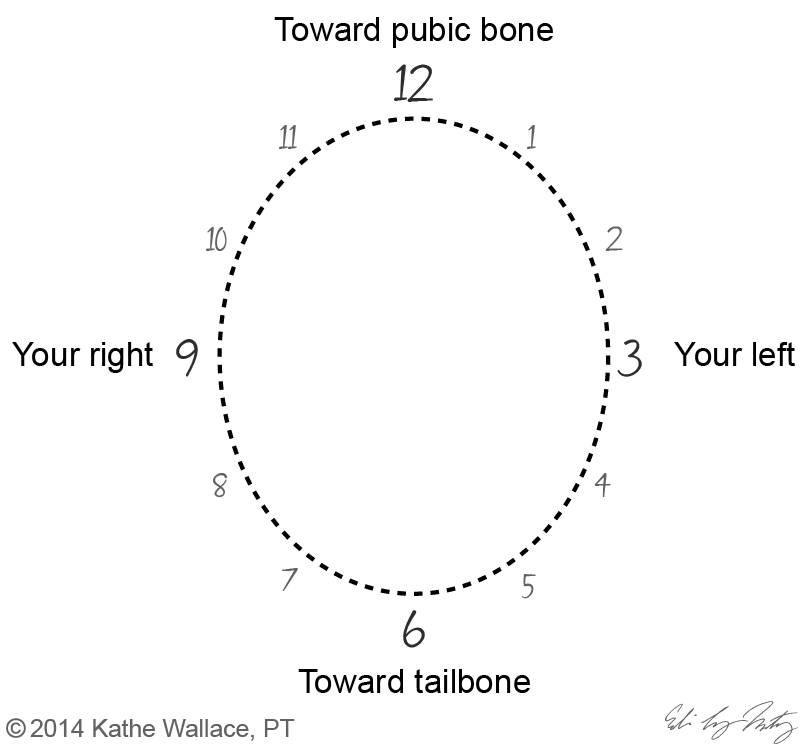 Toward pubic bone
12
11 1
10 2
Your right 9 3 Your left
8 4
7 5
6
Toward tailbone
© 2014 Kathe Wallace, PT